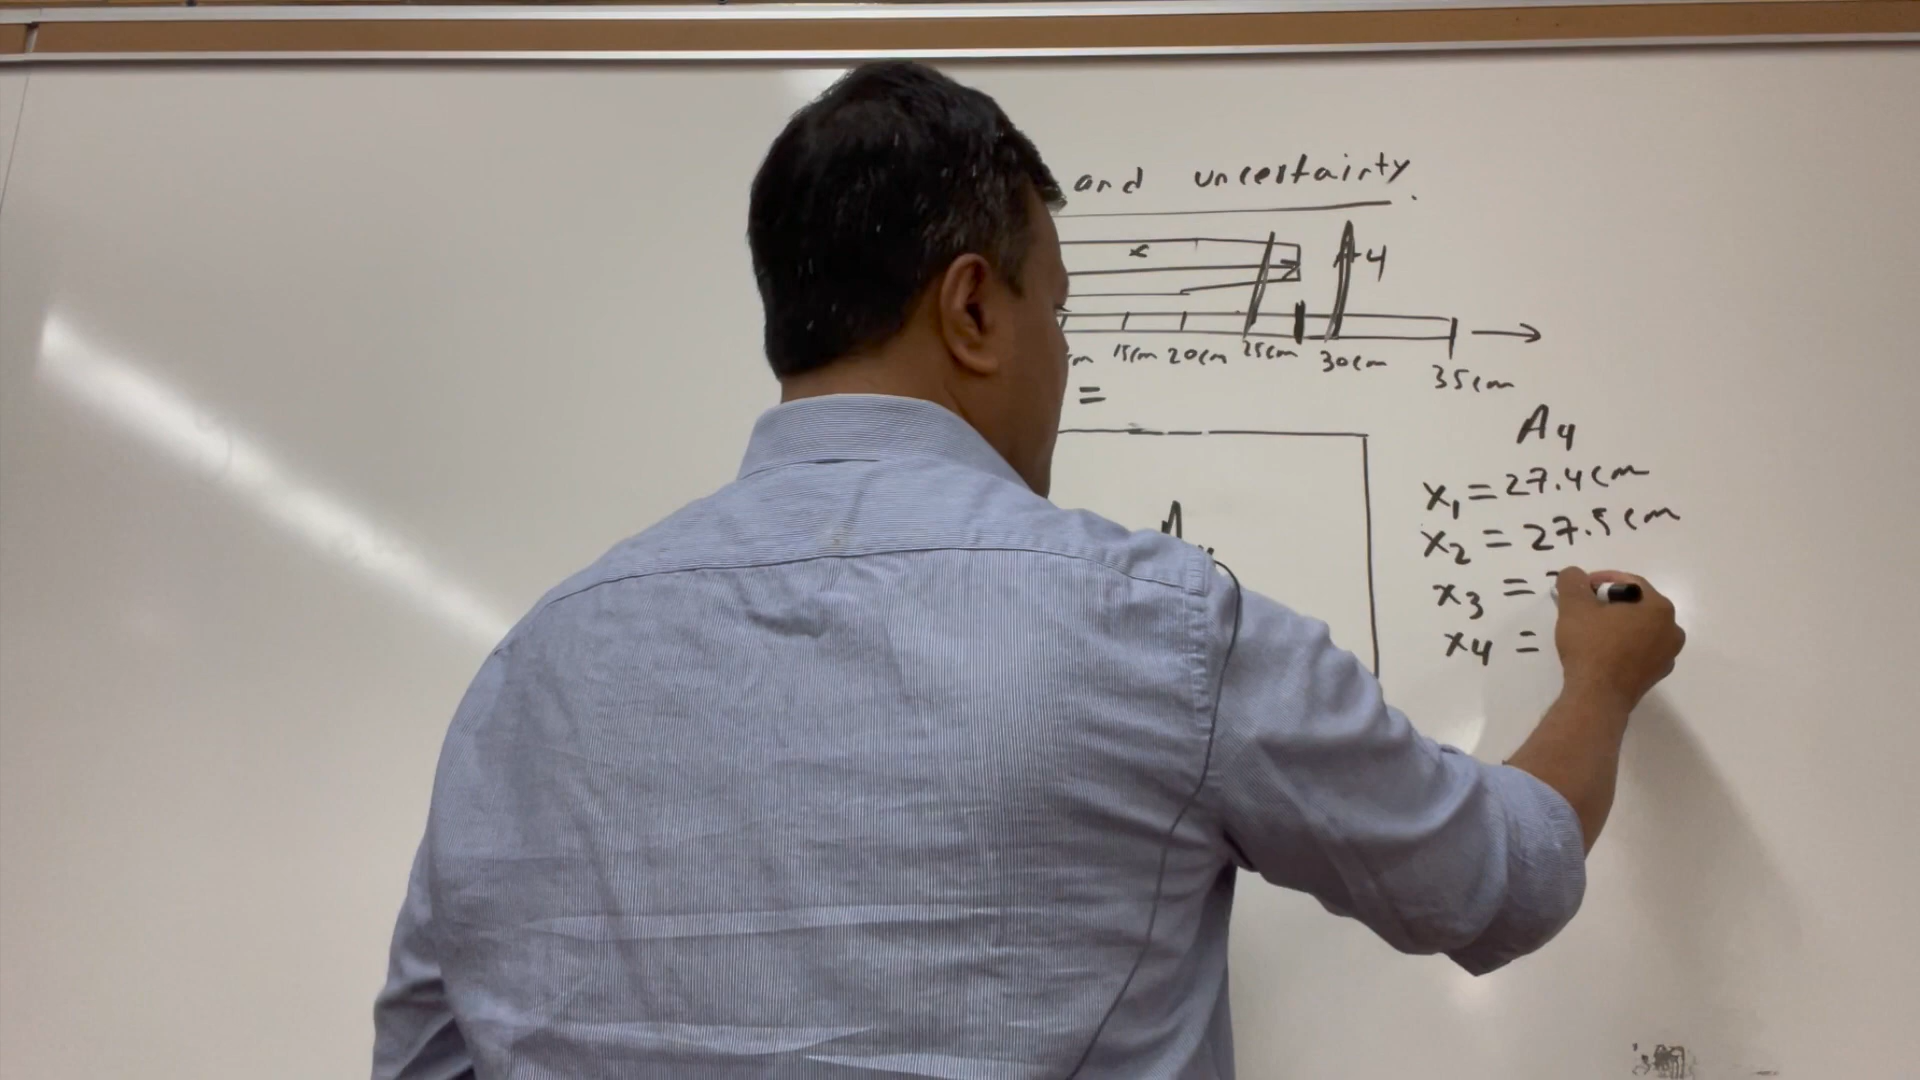 and uncertainty.
x A4
15cm 20cm 25cm 30cm 35cm
=
A4
x₁ = 27.4cm
x₂ = 27.5cm
x₃ =
x₄ =